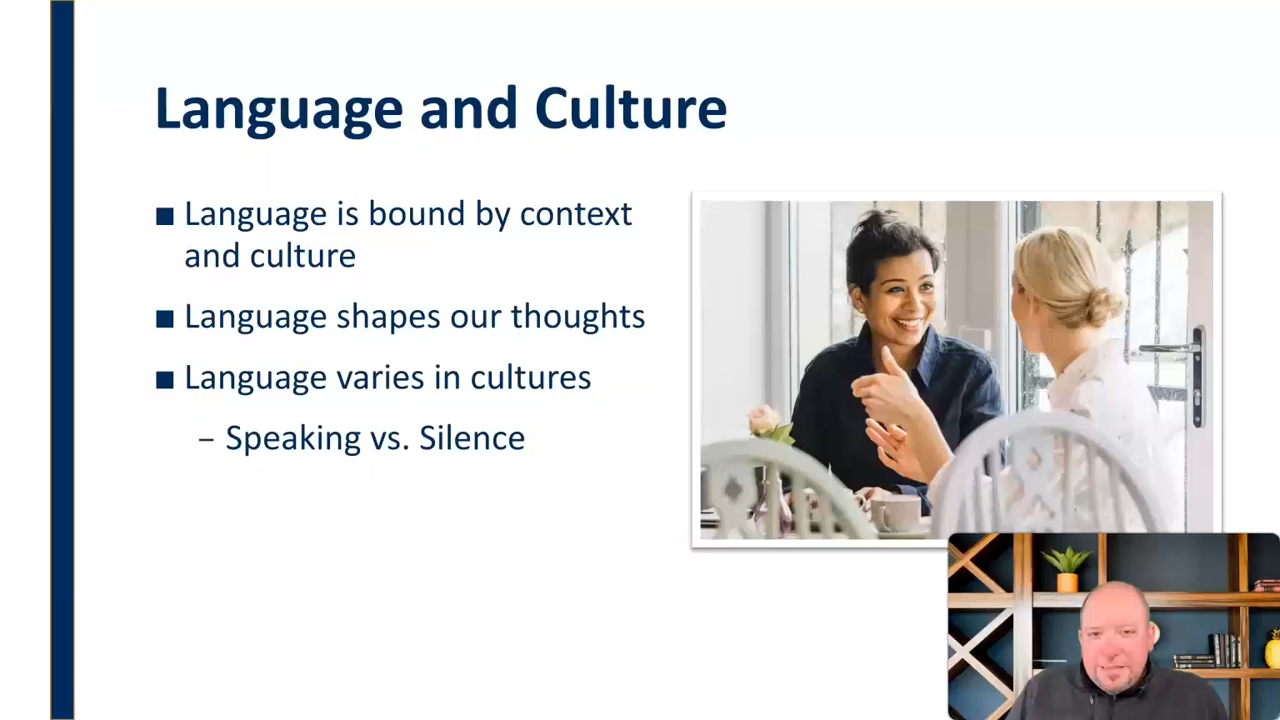 Language and Culture
■ Language is bound by context
and culture
■ Language shapes our thoughts
■ Language varies in cultures
– Speaking vs. Silence